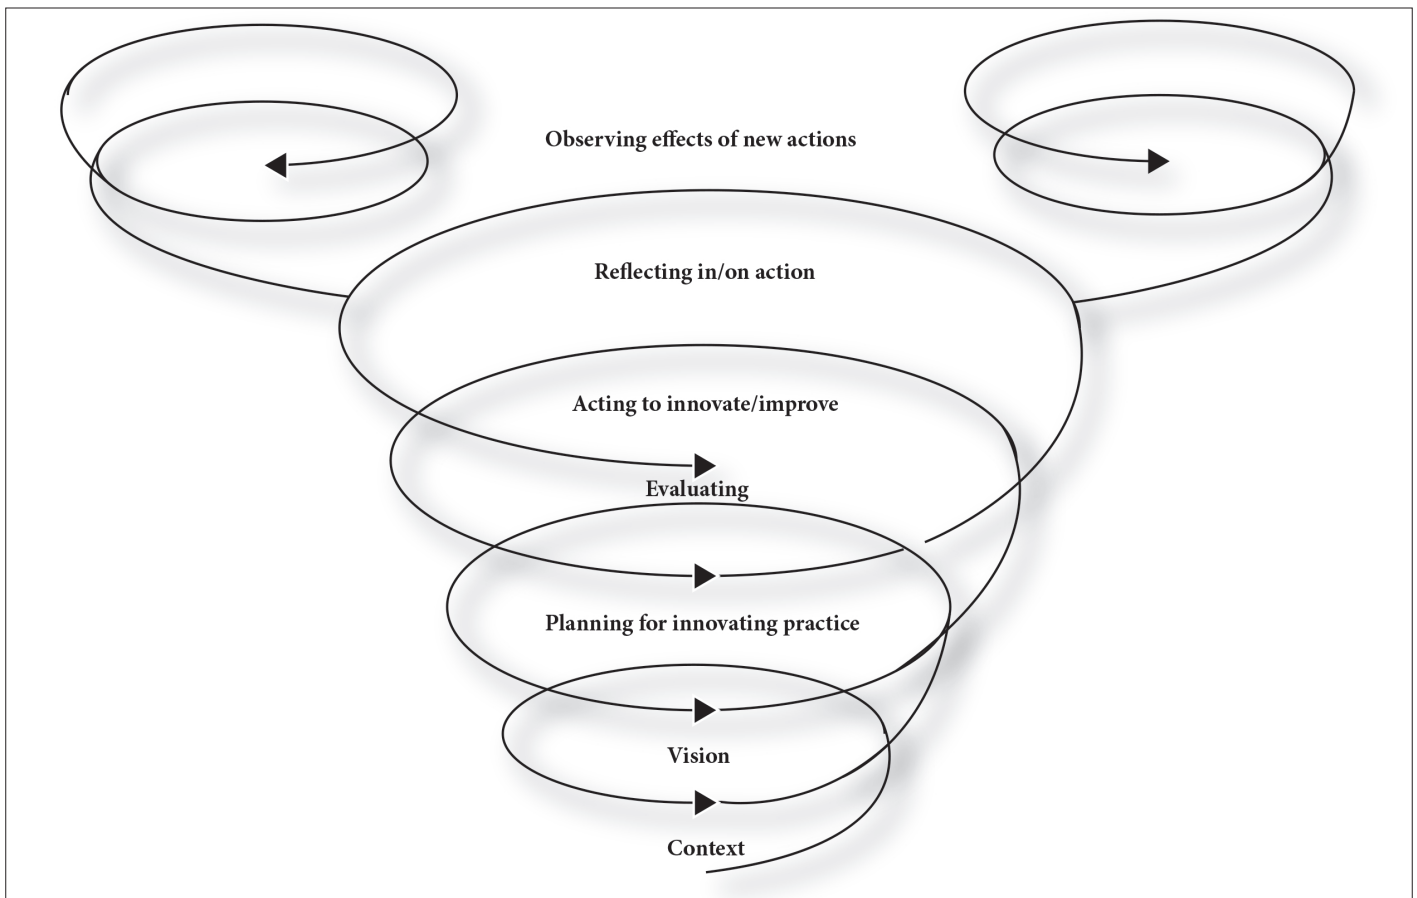 Observing effects of new actions
Reflecting in/on action
Acting to innovate/improve
Evaluating
Planning for innovating practice
Vision
Context